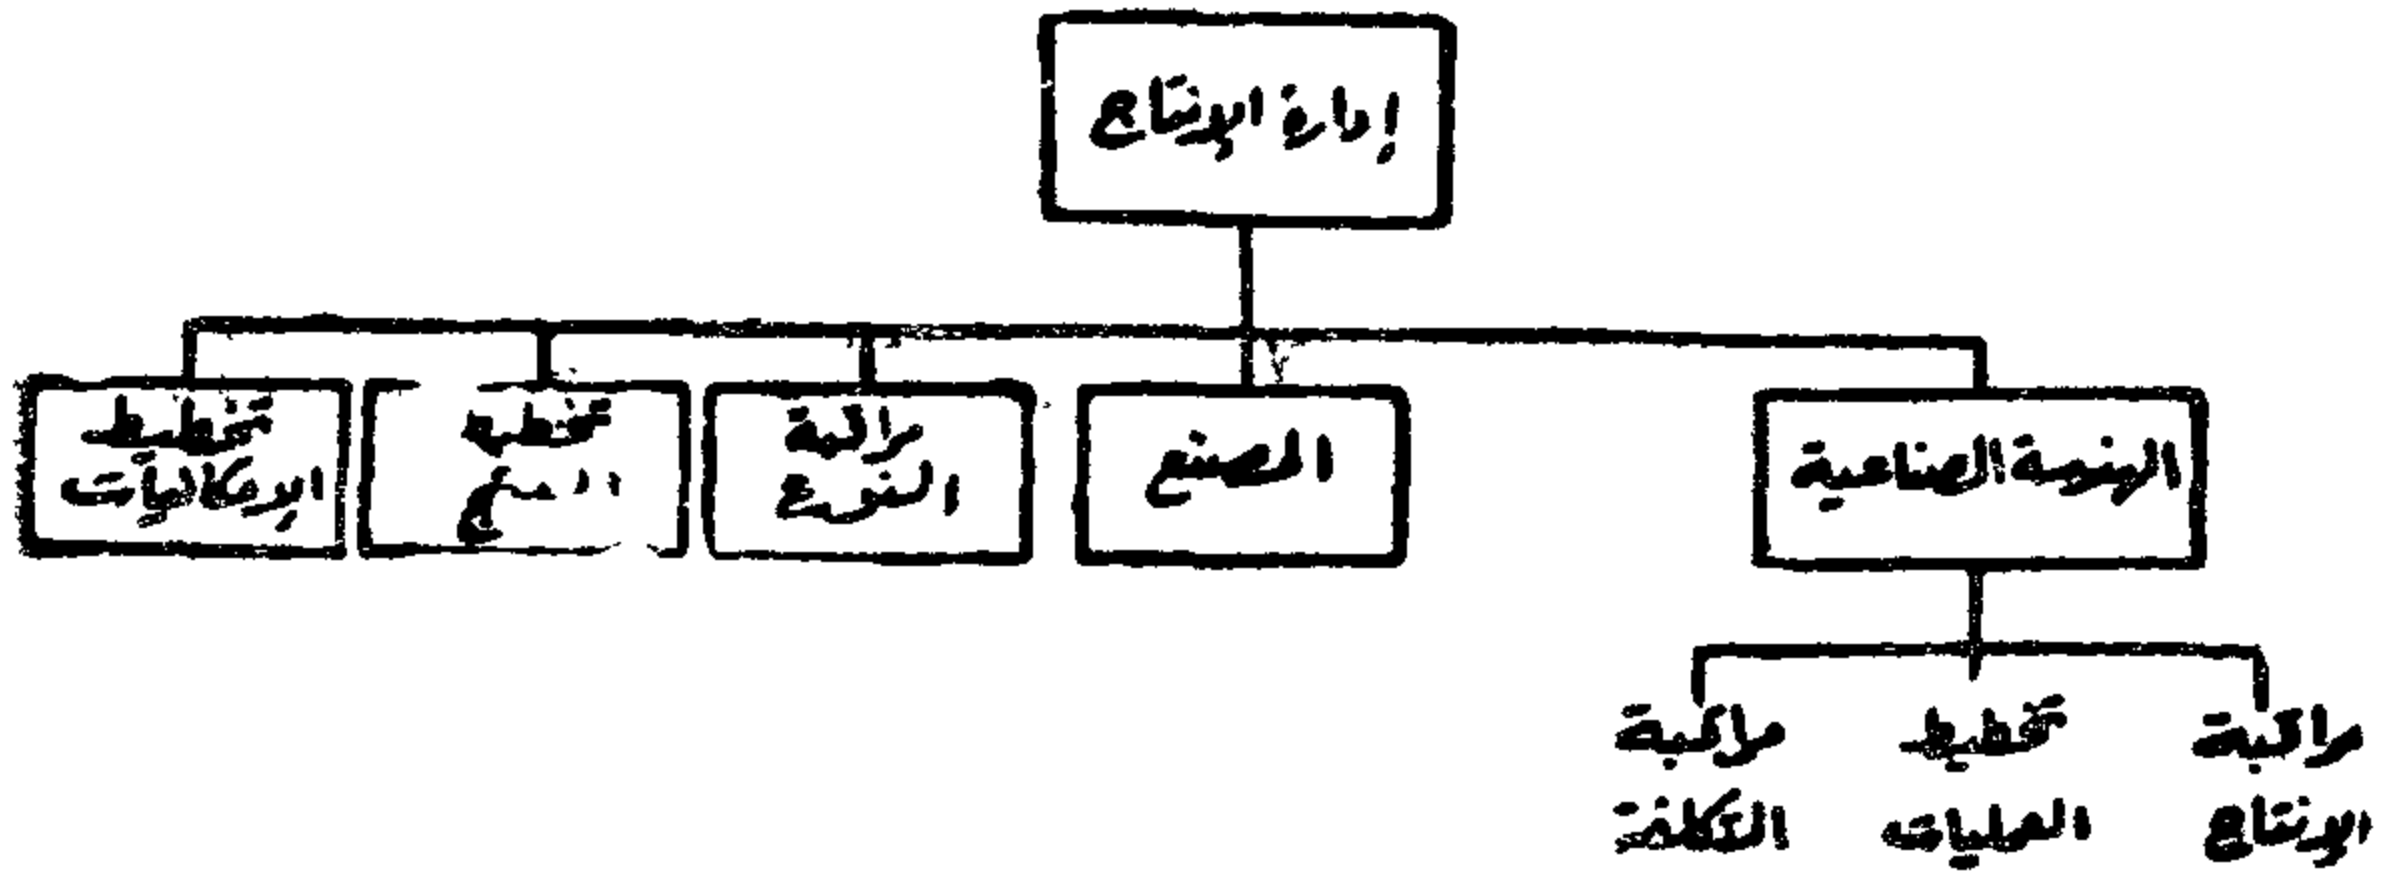 إدارة الإنتاج
الهندسة الصناعية
المصنع
مراقبة
النوع
تخطيط
تخطيط
الإمكانيات
مراقبة
الإنتاج
تخطيط
العمليات
مراقبة
التكلفة